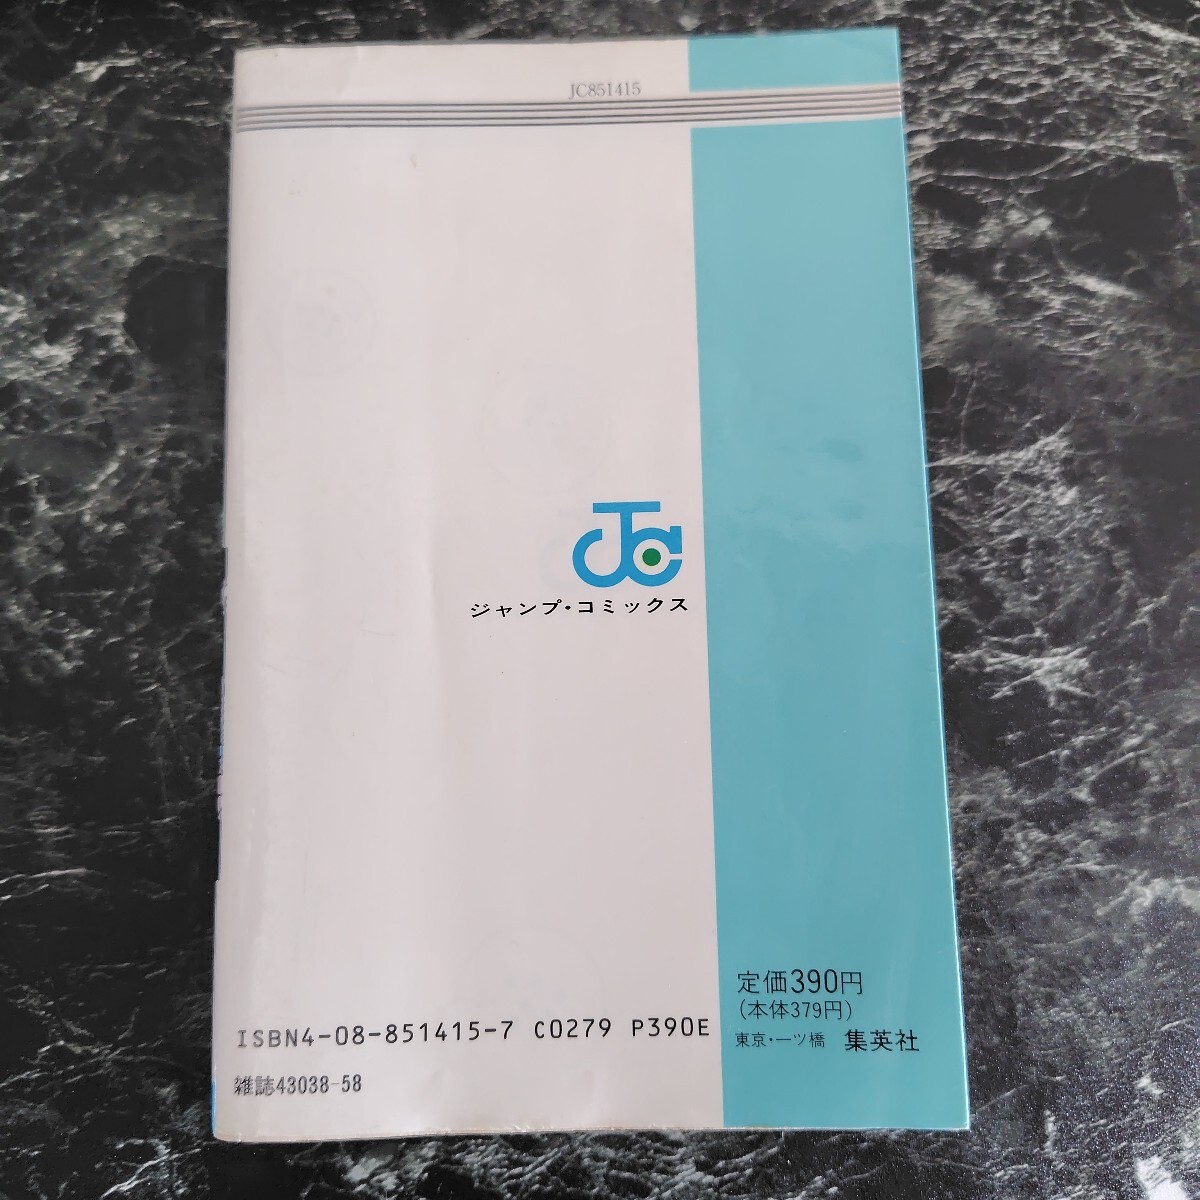 JC851415
JC
ジャンプ・コミックス
定価390円
(本体379円)
東京・一ツ橋 集英社
ISBN4-08-851415-7 C0279 P390E
雑誌43038-58